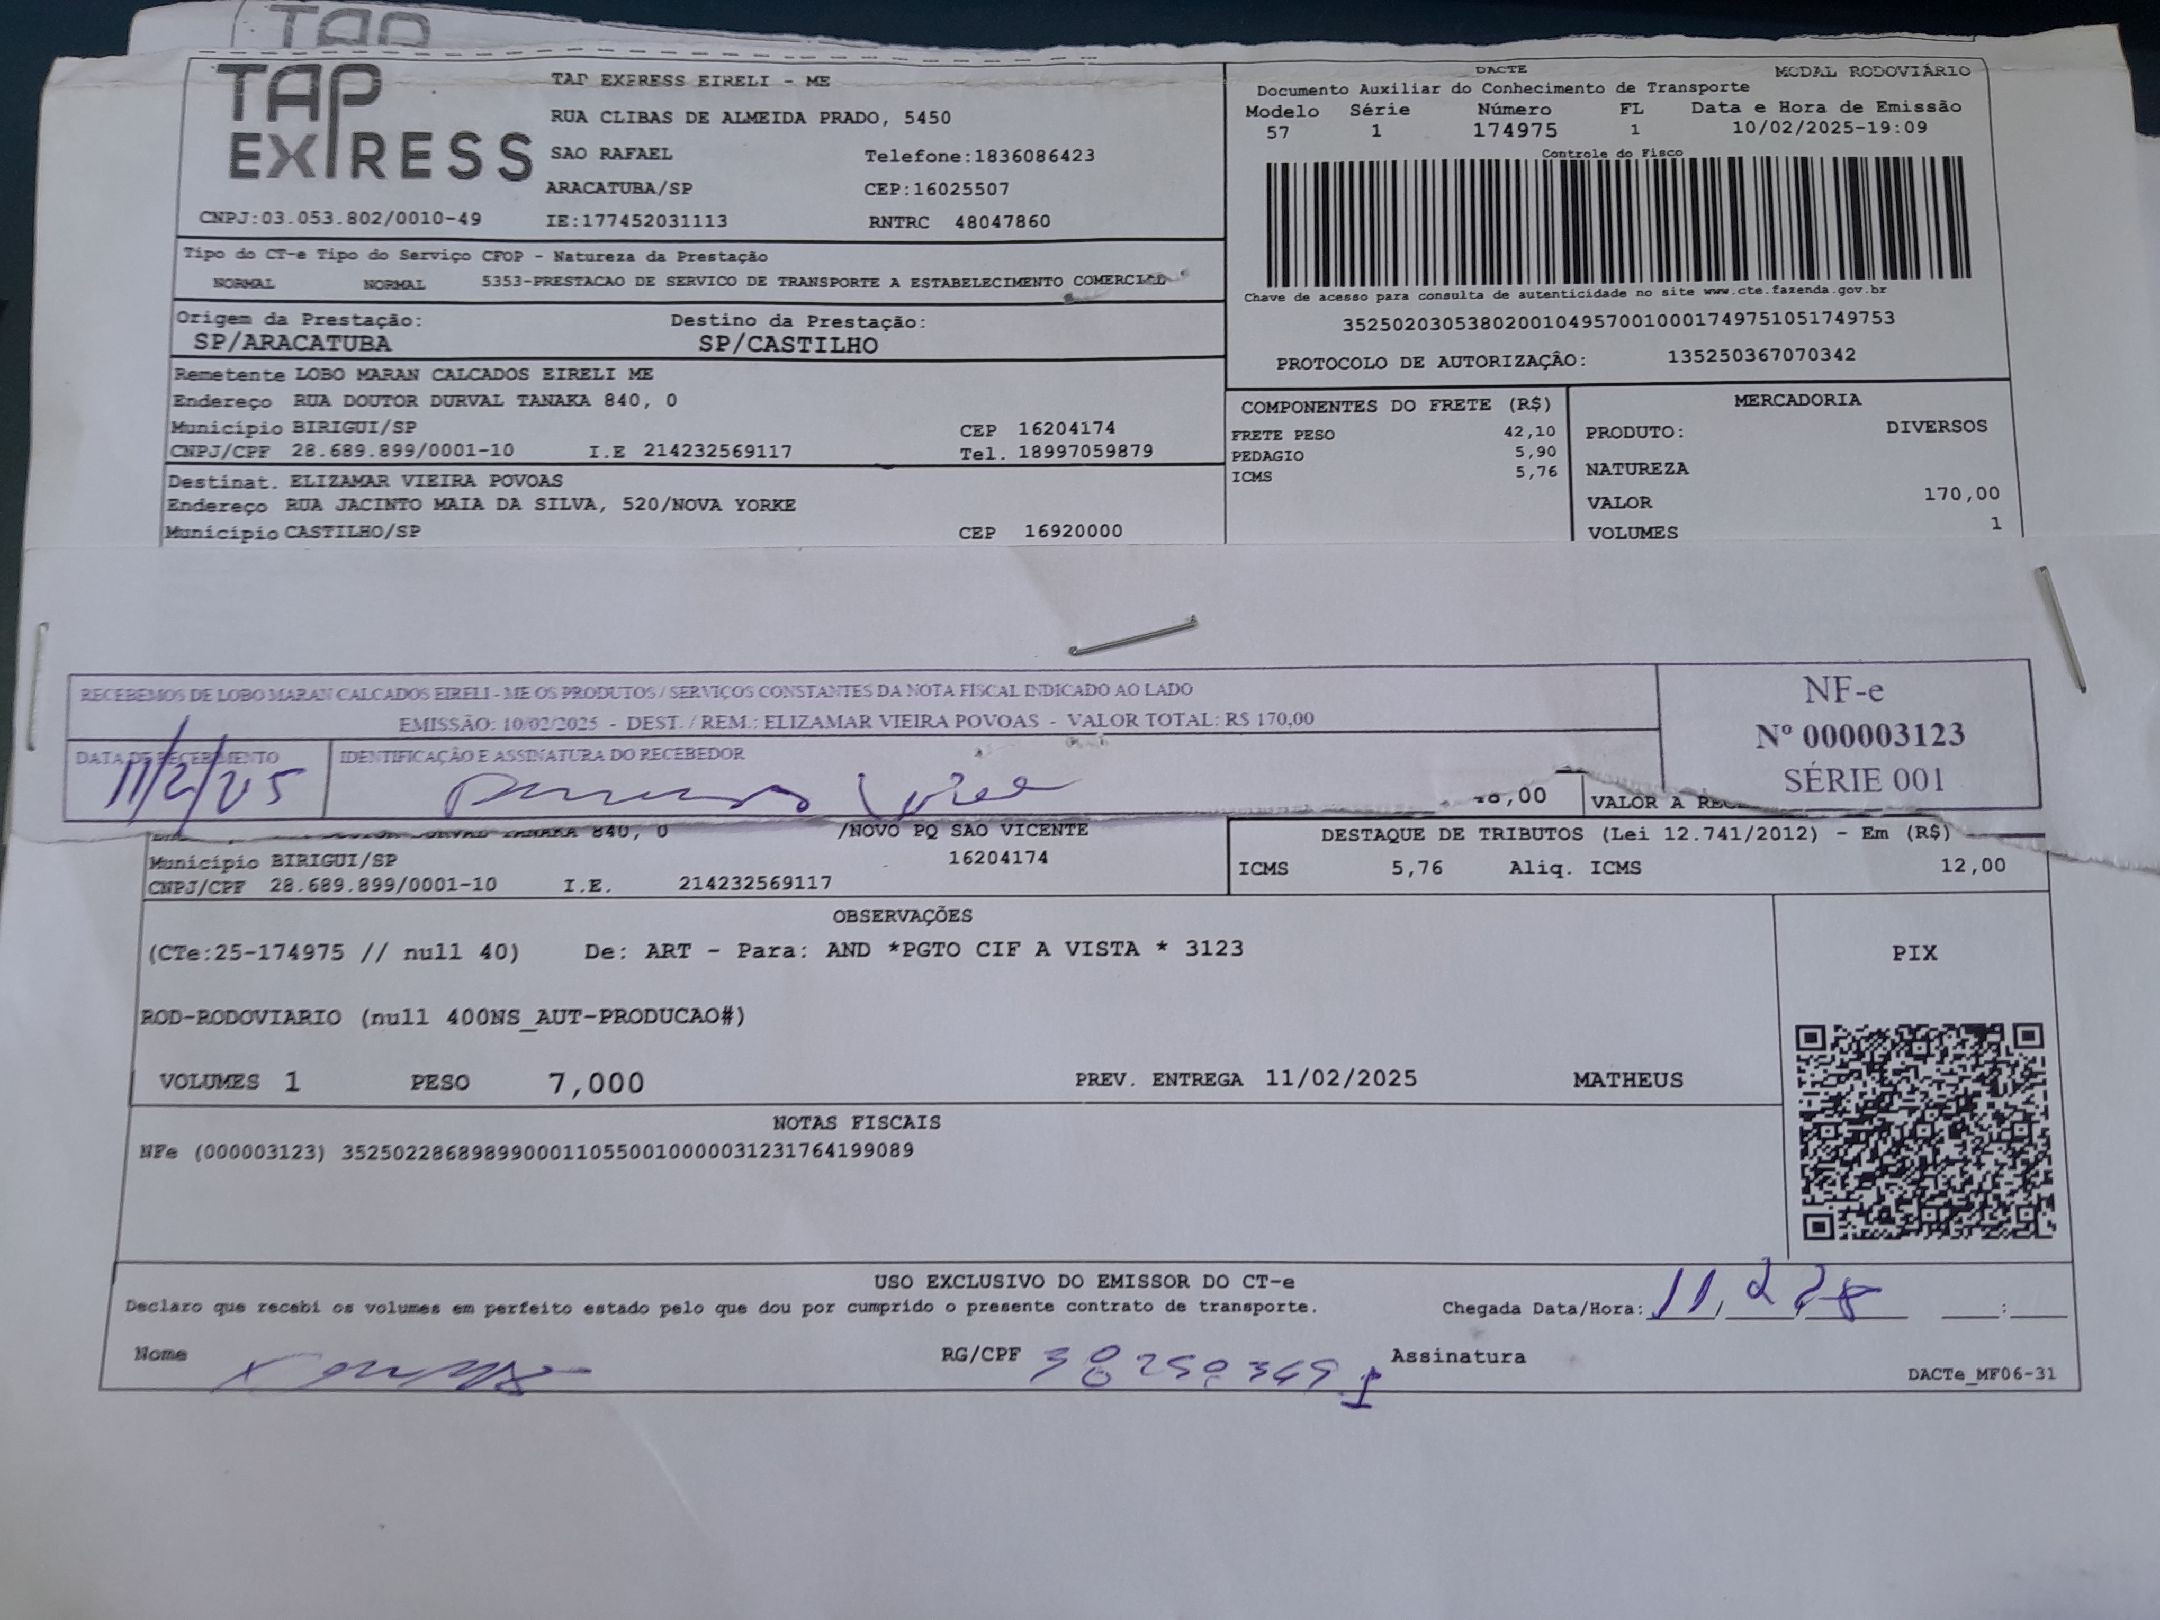 TAP
TAP EXPRESS
TAP EXPRESS EIRELI - ME
RUA CLIBAS DE ALMEIDA PRADO, 5450
SAO RAFAEL Telefone:1836086423
ARACATUBA/SP CEP:16025507
CNPJ:03.053.802/0010-49 IE:177452031113 RNTRC 48047860
DACTE MODAL RODOVIÁRIO
Documento Auxiliar do Conhecimento de Transporte
Modelo Série Número FL Data e Hora de Emissão
57 1 174975 1 10/02/2025-19:09
Controle do Fisco
Chave de acesso para consulta de autenticidade no site www.cte.fazenda.gov.br
35250203053802001049570010001749751051749753
PROTOCOLO DE AUTORIZAÇÂO: 135250367070342
Tipo do CT-e Tipo do Serviço CFOP - Natureza da Prestação
NORMAL NORMAL 5353-PRESTACAO DE SERVICO DE TRANSPORTE A ESTABELECIMENTO
Origem da Prestação: Destino da Prestação:
SP/ARACATUBA SP/CASTILHO
Remetente LOBO MARAN CALCADOS EIRELI ME
Endereço RUA DOUTOR DURVAL TANAKA 840, 0
Município BIRIGUI/SP CEP 16204174
CNPJ/CPF 28.689.899/0001-10 I.E 214232569117 Tel. 18997059879
Destinat. ELIZAMAR VIEIRA POVOAS
Endereço RUA JACINTO MAIA DA SILVA, 520/NOVA YORKE
Município CASTILHO/SP CEP 16920000
COMPONENTES DO FRETE (R$)
FRETE PESO 42,10
PEDAGIO 5,90
ICMS 5,76
MERCADORIA
PRODUTO: DIVERSOS
NATUREZA
VALOR 170,00
VOLUMES 1
RECEBEMOS DE LOBO MARAN CALCADOS EIRELI - ME OS PRODUTOS / SERVIÇOS CONSTANTES DA NOTA FISCAL INDICADO AO LADO
EMISSÃO: 10/02/2025 - DEST. / REM.: ELIZAMAR VIEIRA POVOAS - VALOR TOTAL: R$ 170,00
DATA DE RECEBIMENTO IDENTIFICAÇÃO E ASSINATURA DO RECEBEDOR
11/2/25
NF-e
Nº 000003123
SÉRIE 001
VALOR A
TANAKA 840, 0 /NOVO PQ SAO VICENTE
Município BIRIGUI/SP 16204174
CNPJ/CPF 28.689.899/0001-10 I.E. 214232569117
DESTAQUE DE TRIBUTOS (Lei 12.741/2012) - Em (R$)
ICMS 5,76 Aliq. ICMS 12,00
OBSERVAÇÕES
(CTe:25-174975 // null 40) De: ART - Para: AND *PGTO CIF A VISTA * 3123
ROD-RODOVIARIO (null 400NS_AUT-PRODUCAO#)
VOLUMES 1 PESO 7,000 PREV. ENTREGA 11/02/2025 MATHEUS
PIX
NOTAS FISCAIS
NFe (000003123) 35250228689899000110550010000031231764199089
USO EXCLUSIVO DO EMISSOR DO CT-e
Declaro que recebi os volumes em perfeito estado pelo que dou por cumprido o presente contrato de transporte. Chegada Data/Hora: 11/2/
Nome RG/CPF Assinatura
DACTe_MF06-31